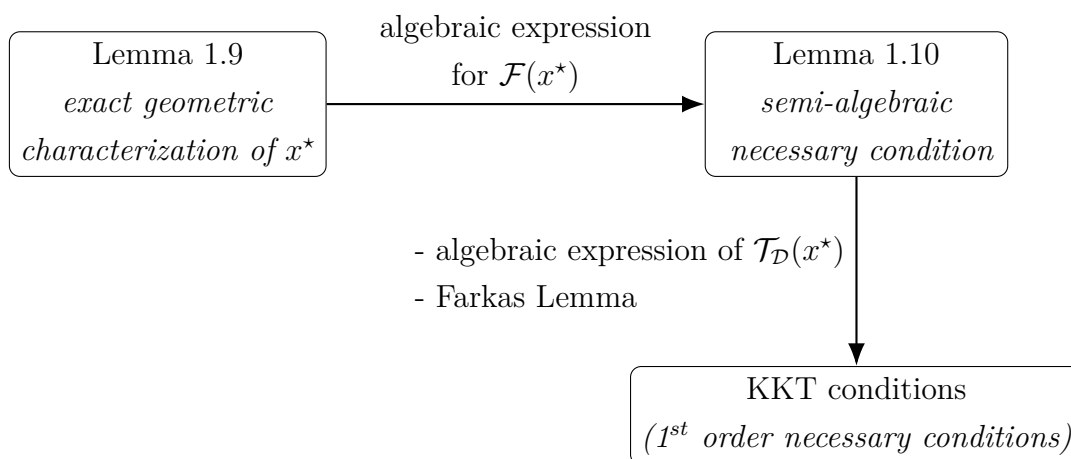 Lemma 1.9
exact geometric
characterization of x⋆
algebraic expression
for ℱ(x⋆)
Lemma 1.10
semi-algebraic
necessary condition
- algebraic expression of 𝒯_𝒟(x⋆)
- Farkas Lemma
KKT conditions
(1st order necessary conditions)